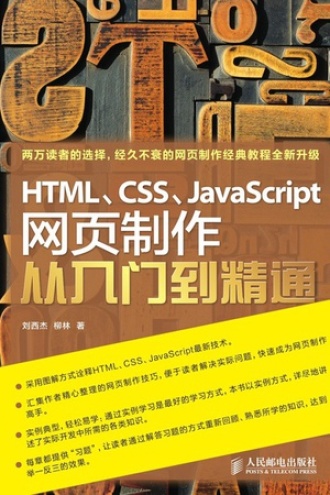 两万读者的选择，经久不衰的网页制作经典教程全新升级
HTML、CSS、JavaScript
网页制作
从入门到精通
刘西杰 柳林 著
采用图解方式诠释HTML、CSS、JavaScript最新技术。
汇集作者精心整理的网页制作技巧，便于读者解决实际问题，快速成为网页制作
高手。
实例典型，轻松易学；通过实例学习是最好的学习方式，本书以实例方式，详尽地讲
述了实际开发中所需的各类知识。
每章都提供“习题”，让读者通过解答习题的方式重新回顾、熟悉所学的知识，达到
举一反三的效果。
人民邮电出版社
POSTS & TELECOM PRESS